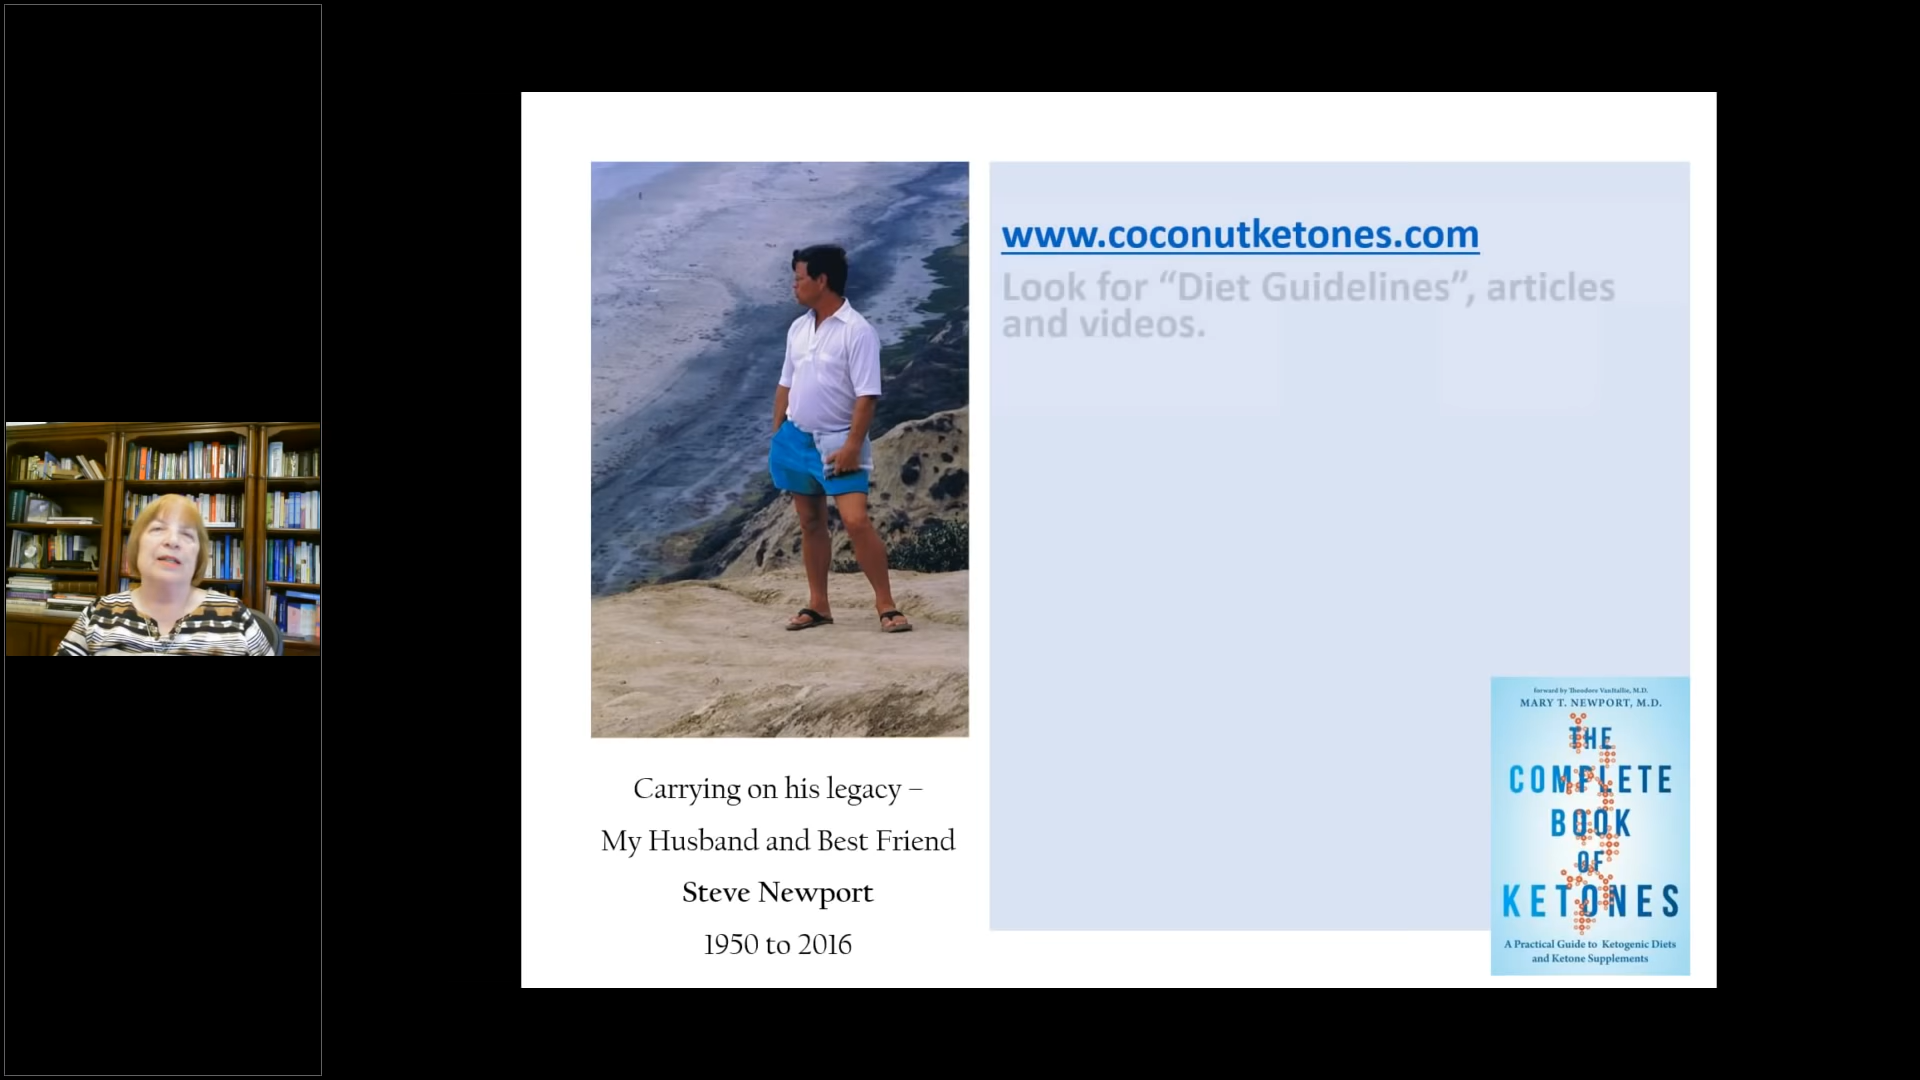 www.coconutketones.com
Look for “Diet Guidelines”, articles
and videos.
Carrying on his legacy –
My Husband and Best Friend
Steve Newport
1950 to 2016
forward by Theodore VanItallie, M.D.
MARY T. NEWPORT, M.D.
THE
COMPLETE
BOOK
OF
KETONES
A Practical Guide to Ketogenic Diets
and Ketone Supplements